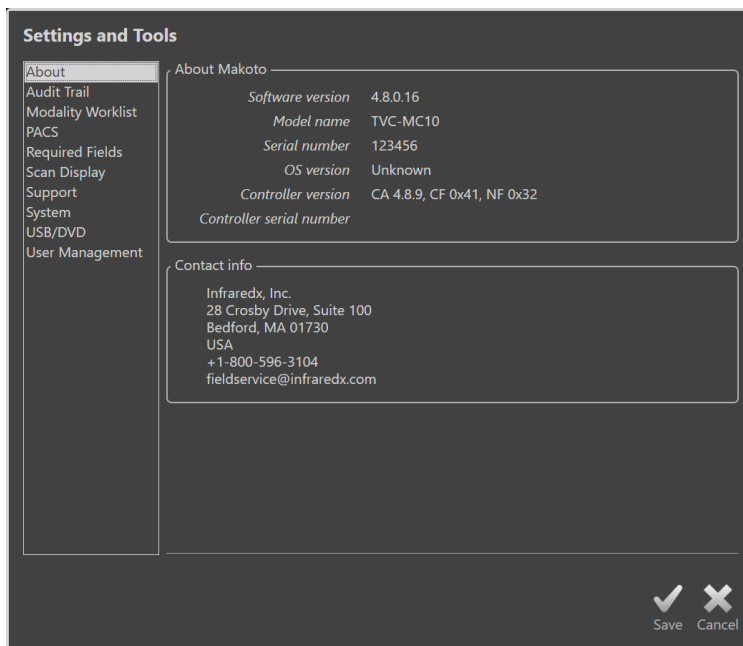 Settings and Tools
About
Audit Trail
Modality Worklist
PACS
Required Fields
Scan Display
Support
System
USB/DVD
User Management
About Makoto
Software version 4.8.0.16
Model name TVC-MC10
Serial number 123456
OS version Unknown
Controller version CA 4.8.9, CF 0x41, NF 0x32
Controller serial number
Contact info
Infraredx, Inc.
28 Crosby Drive, Suite 100
Bedford, MA 01730
USA
+1-800-596-3104
fieldservice@infraredx.com
Save Cancel